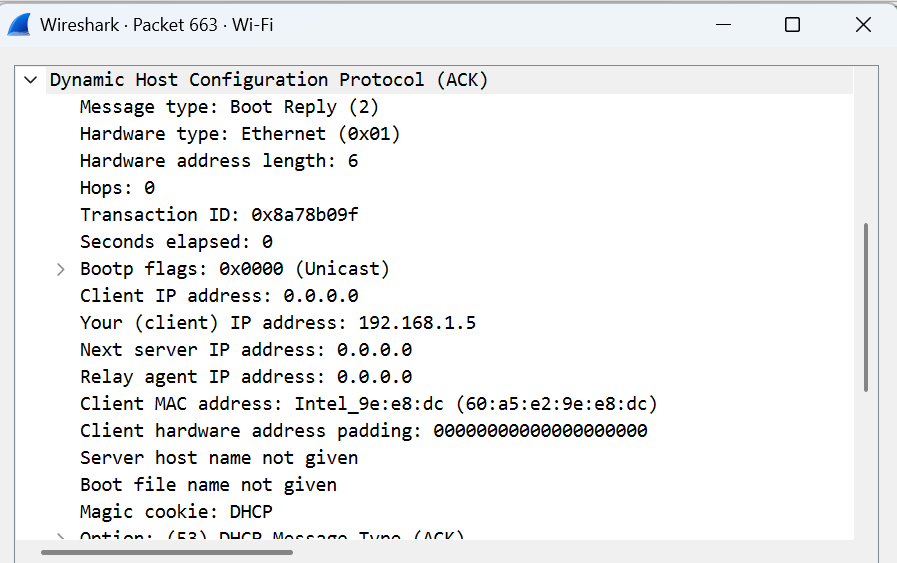 Wireshark · Packet 663 · Wi-Fi
Dynamic Host Configuration Protocol (ACK)
Message type: Boot Reply (2)
Hardware type: Ethernet (0x01)
Hardware address length: 6
Hops: 0
Transaction ID: 0x8a78b09f
Seconds elapsed: 0
Bootp flags: 0x0000 (Unicast)
Client IP address: 0.0.0.0
Your (client) IP address: 192.168.1.5
Next server IP address: 0.0.0.0
Relay agent IP address: 0.0.0.0
Client MAC address: Intel_9e:e8:dc (60:a5:e2:9e:e8:dc)
Client hardware address padding: 00000000000000000000
Server host name not given
Boot file name not given
Magic cookie: DHCP
Option: (53) DHCP Message Type (ACK)